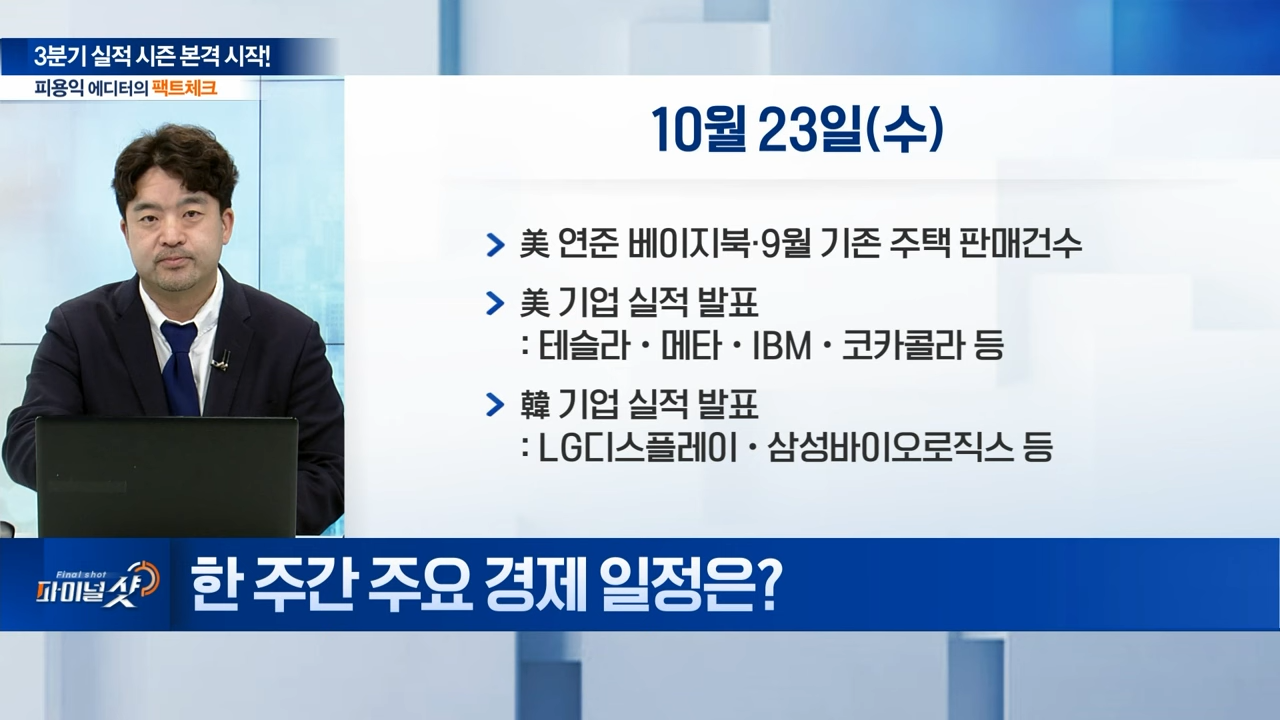 3분기 실적 시즌 본격 시작!
피용익 에디터의 팩트체크
10월 23일(수)
美 연준 베이지북·9월 기존 주택 판매건수
美 기업 실적 발표
: 테슬라·메타·IBM·코카콜라 등
韓 기업 실적 발표
: LG디스플레이·삼성바이오로직스 등
Final shot
파이널샷
한 주간 주요 경제 일정은?